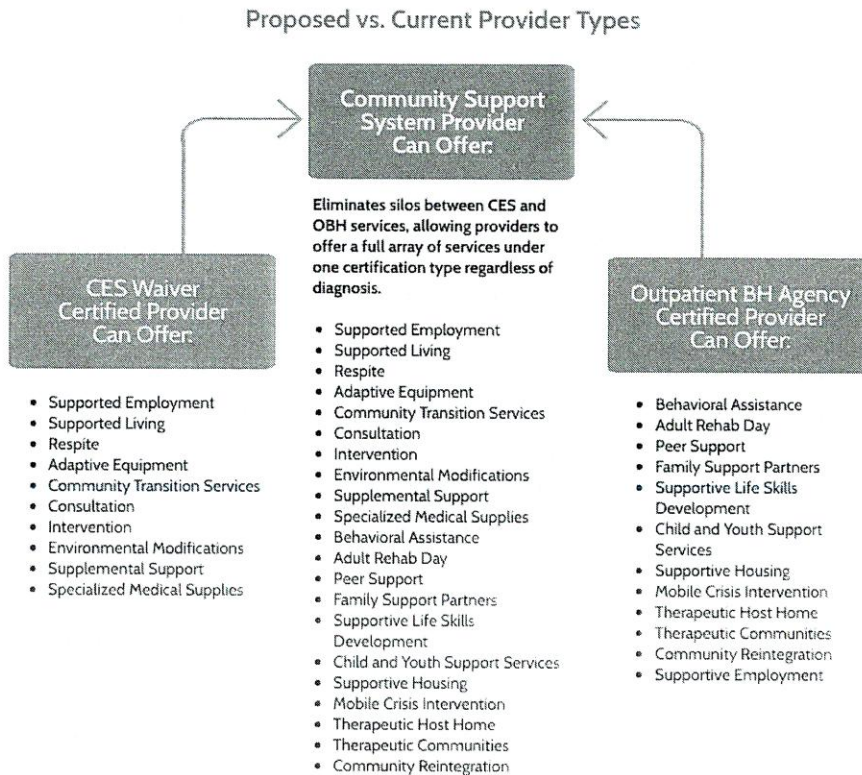 Proposed vs. Current Provider Types
Community Support
System Provider
Can Offer:
Eliminates silos between CES and
OBH services, allowing providers to
offer a full array of services under
one certification type regardless of
diagnosis.
• Supported Employment
• Supported Living
• Respite
• Adaptive Equipment
• Community Transition Services
• Consultation
• Intervention
• Environmental Modifications
• Supplemental Support
• Specialized Medical Supplies
• Behavioral Assistance
• Adult Rehab Day
• Peer Support
• Family Support Partners
• Supportive Life Skills
Development
• Child and Youth Support Services
• Supportive Housing
• Mobile Crisis Intervention
• Therapeutic Host Home
• Therapeutic Communities
• Community Reintegration
CES Waiver
Certified Provider
Can Offer:
• Supported Employment
• Supported Living
• Respite
• Adaptive Equipment
• Community Transition Services
• Consultation
• Intervention
• Environmental Modifications
• Supplemental Support
• Specialized Medical Supplies
Outpatient BH Agency
Certified Provider
Can Offer:
• Behavioral Assistance
• Adult Rehab Day
• Peer Support
• Family Support Partners
• Supportive Life Skills
Development
• Child and Youth Support
Services
• Supportive Housing
• Mobile Crisis Intervention
• Therapeutic Host Home
• Therapeutic Communities
• Community Reintegration
• Supportive Employment